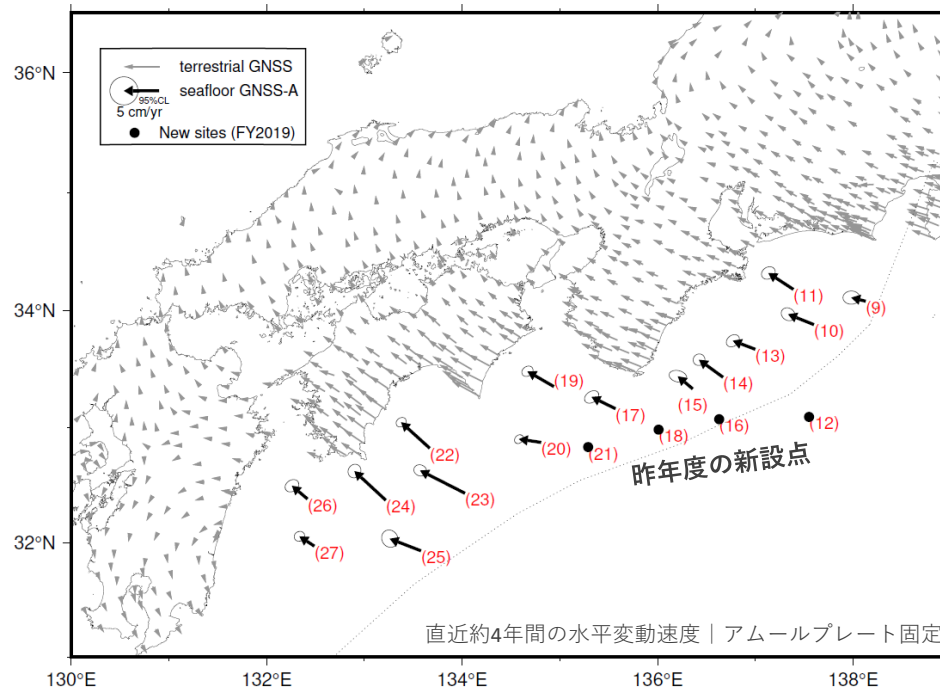 36°N
terrestrial GNSS
95%CL
seafloor GNSS-A
5 cm/yr
New sites (FY2019)
34°N
(11)
(9)
(10)
(13)
(14)
(19)
(15)
(17)
(12)
(16)
(18)
(22)
(20)
(21)
昨年度の新設点
(23)
(26)
(24)
32°N
(27)
(25)
直近約4年間の水平変動速度｜アムールプレート固定
130°E
132°E
134°E
136°E
138°E